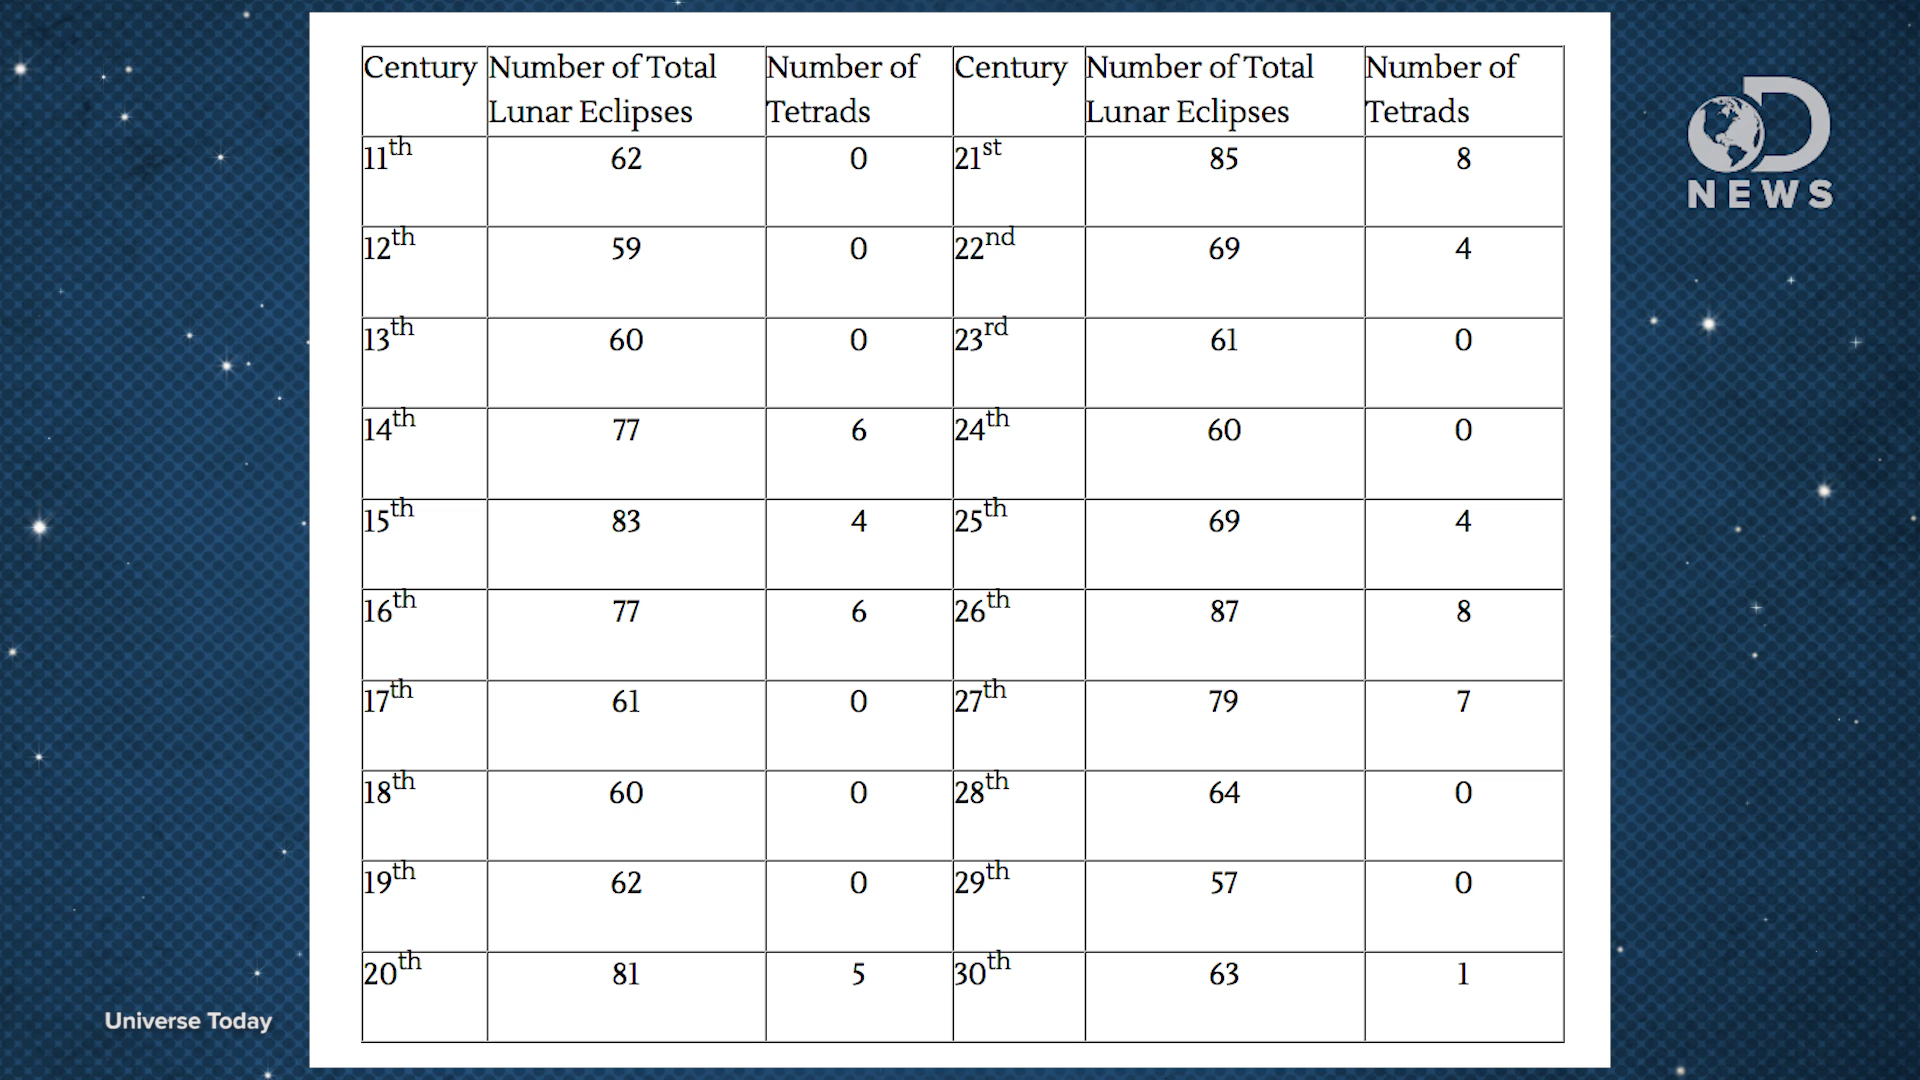 Century Number of Total Lunar Eclipses Number of Tetrads Century Number of Total Lunar Eclipses Number of Tetrads
11th 62 0 21st 85 8
12th 59 0 22nd 69 4
13th 60 0 23rd 61 0
14th 77 6 24th 60 0
15th 83 4 25th 69 4
16th 77 6 26th 87 8
17th 61 0 27th 79 7
18th 60 0 28th 64 0
19th 62 0 29th 57 0
20th 81 5 30th 63 1
D
NEWS
Universe Today